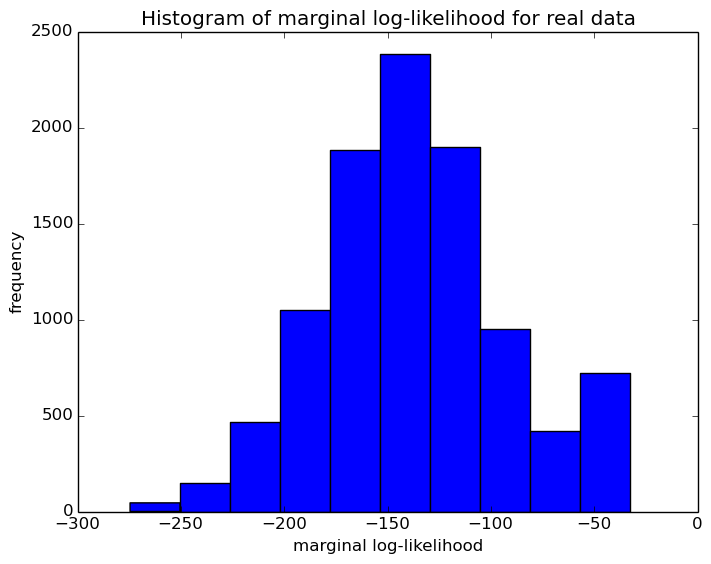 Histogram of marginal log-likelihood for real data
2500
2000
1500
1000
500
0
frequency
−300 −250 −200 −150 −100 −50 0
marginal log-likelihood